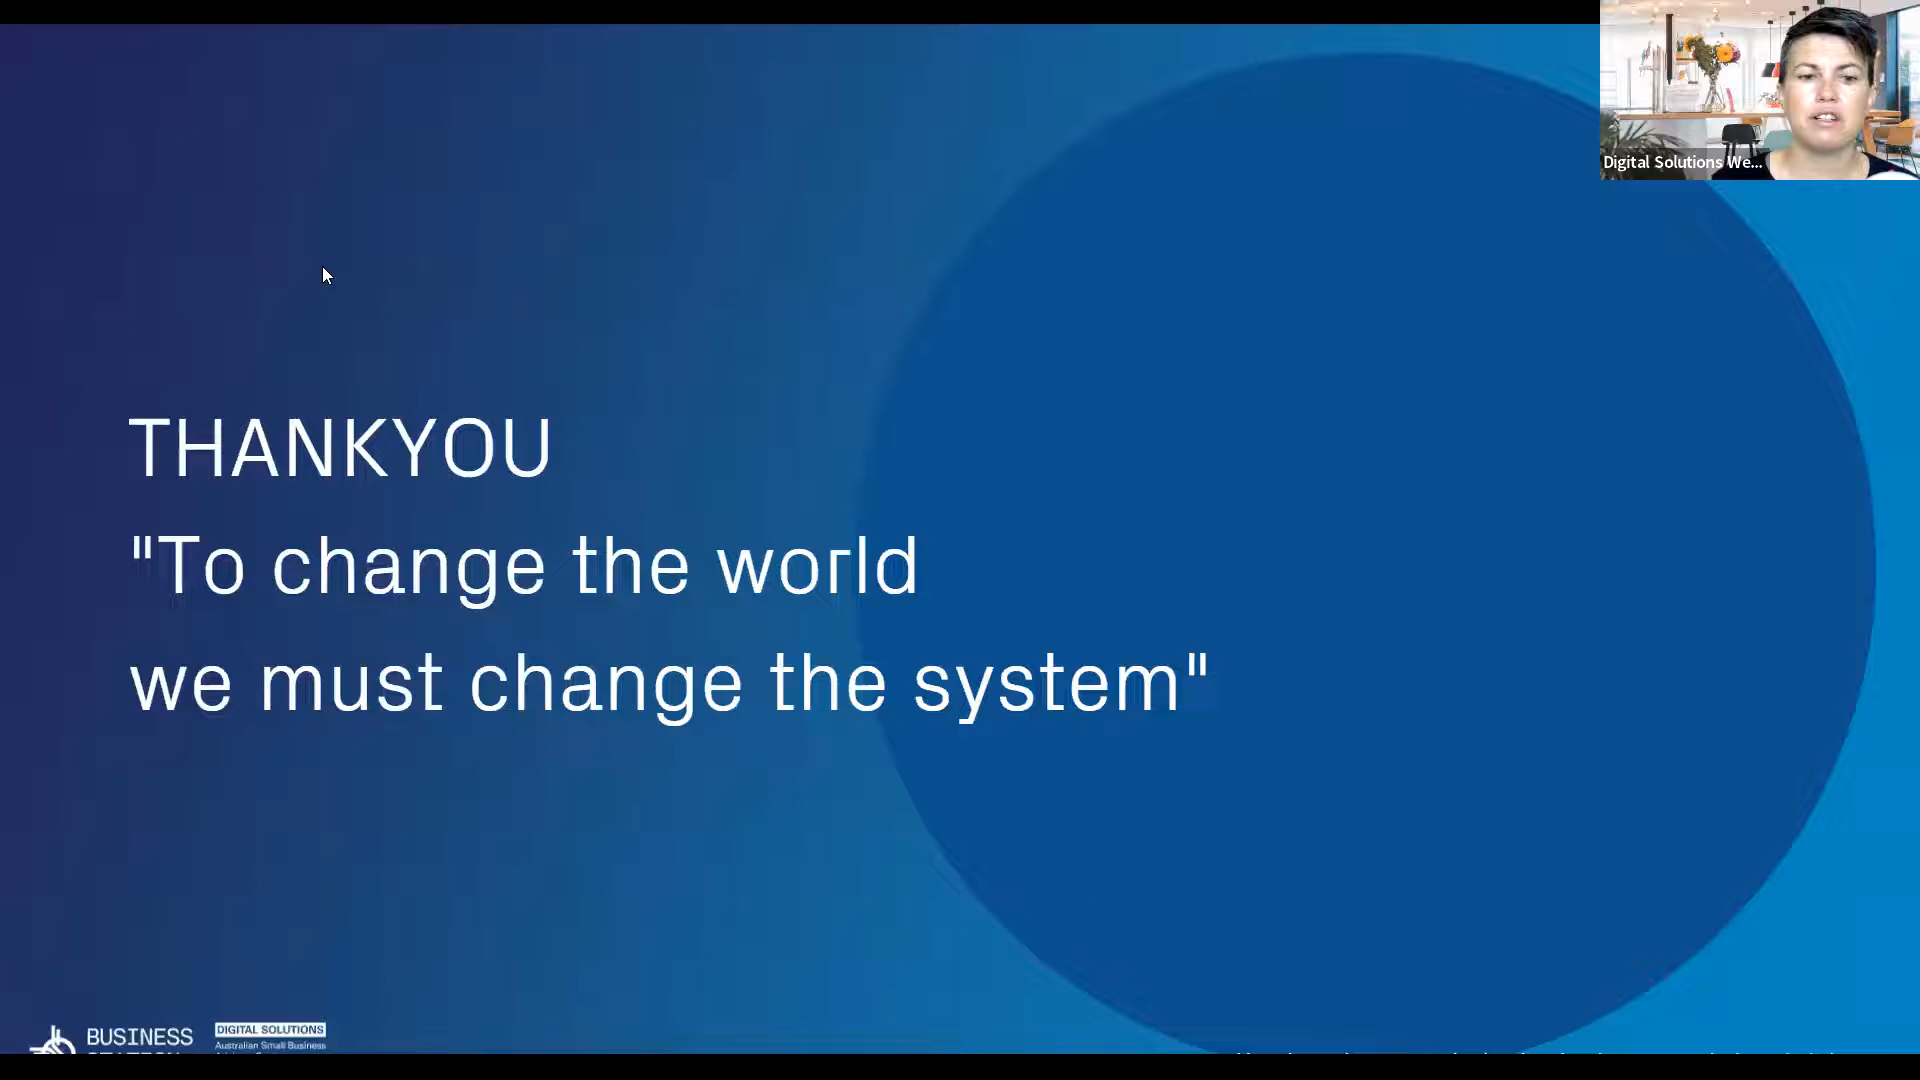 Digital Solutions We...
THANKYOU
"To change the world
we must change the system"
BUSINESS
DIGITAL SOLUTIONS
Australian Small Business